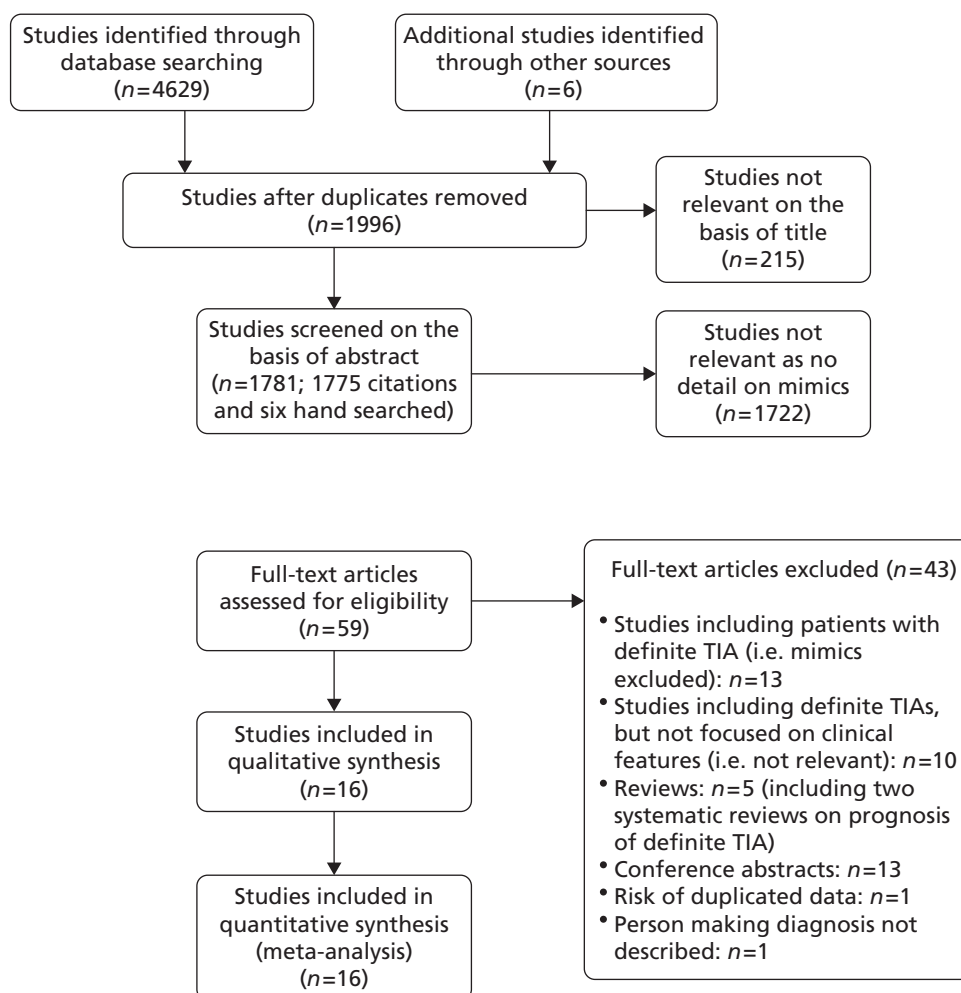 Studies identified through
database searching
(n=4629)
Additional studies identified
through other sources
(n=6)
Studies after duplicates removed
(n=1996)
Studies not
relevant on the
basis of title
(n=215)
Studies screened on the
basis of abstract
(n=1781; 1775 citations
and six hand searched)
Studies not
relevant as no
detail on mimics
(n=1722)
Full-text articles
assessed for eligibility
(n=59)
Full-text articles excluded (n=43)
• Studies including patients with
definite TIA (i.e. mimics
excluded): n=13
• Studies including definite TIAs,
but not focused on clinical
features (i.e. not relevant): n=10
• Reviews: n=5 (including two
systematic reviews on prognosis
of definite TIA)
• Conference abstracts: n=13
• Risk of duplicated data: n=1
• Person making diagnosis not
described: n=1
Studies included in
qualitative synthesis
(n=16)
Studies included in
quantitative synthesis
(meta-analysis)
(n=16)